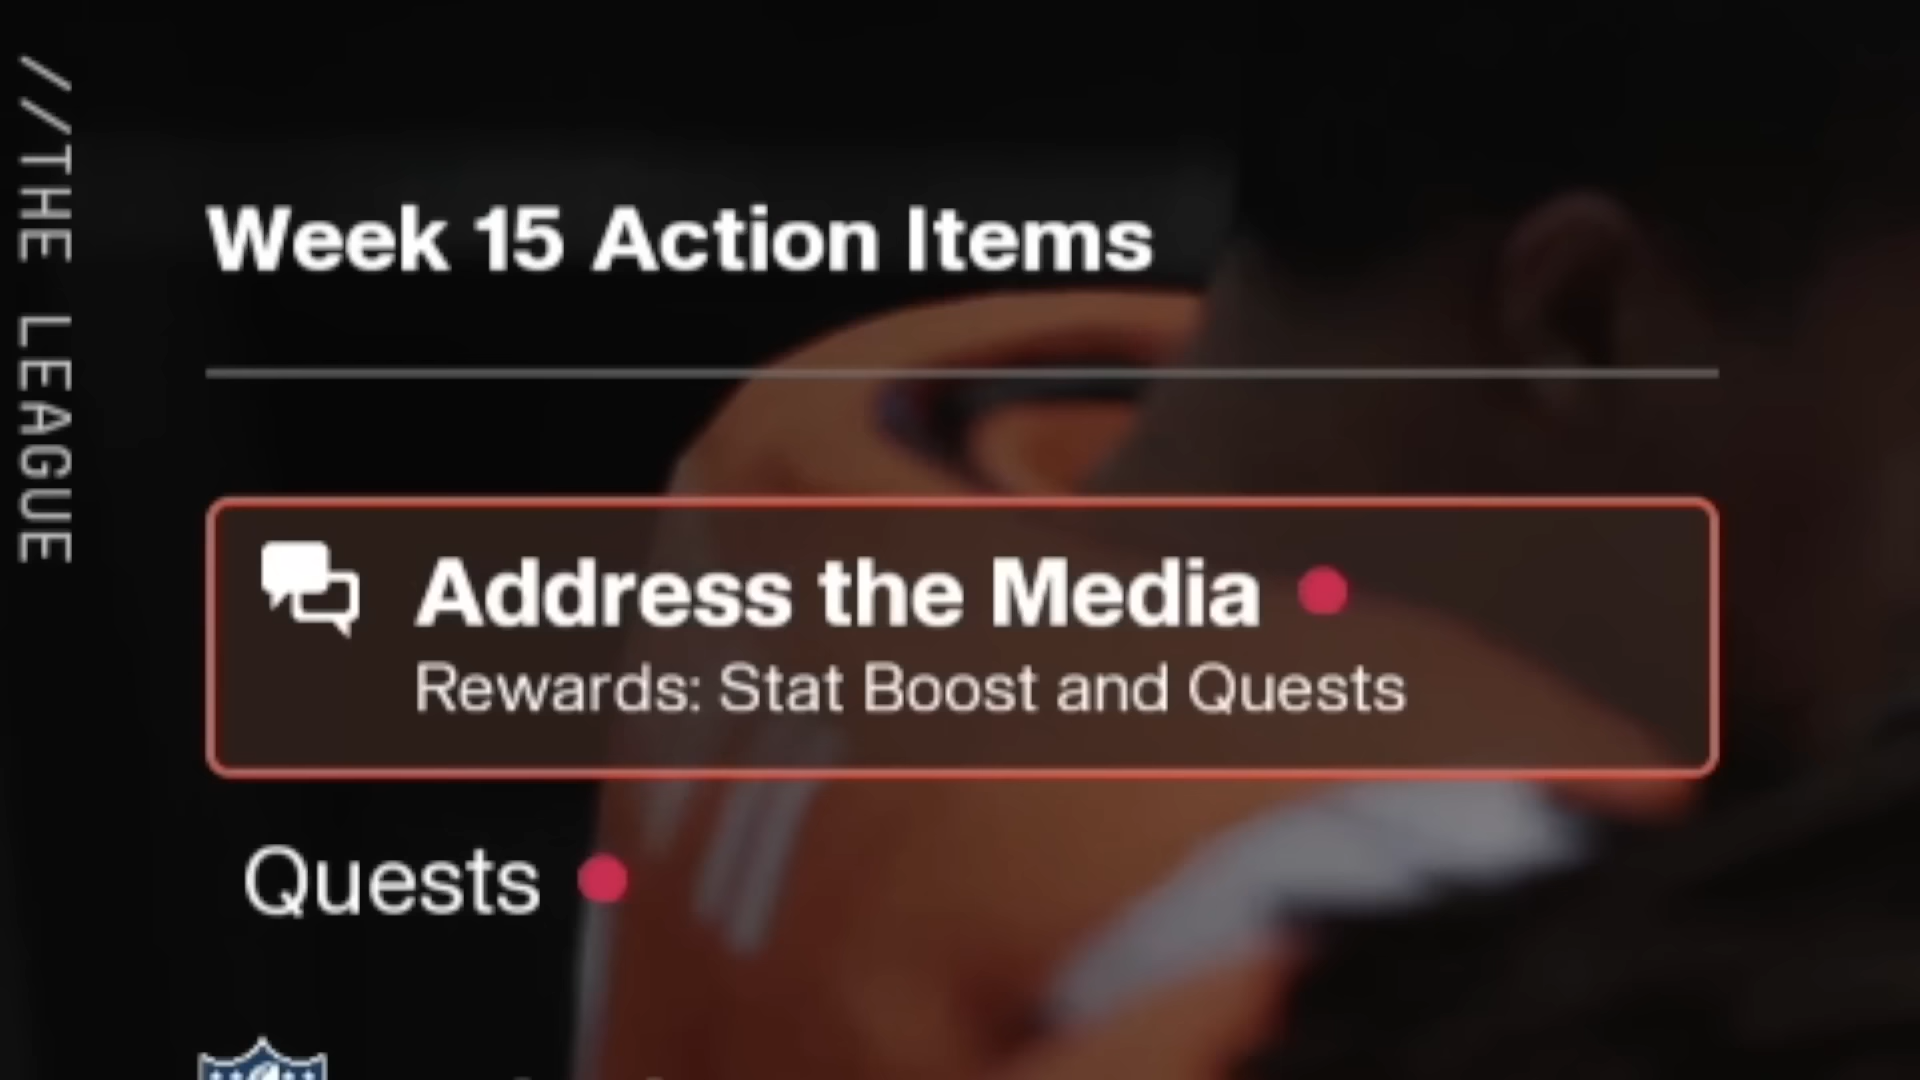 //THE LEAGUE
Week 15 Action Items
Address the Media
Rewards: Stat Boost and Quests
Quests